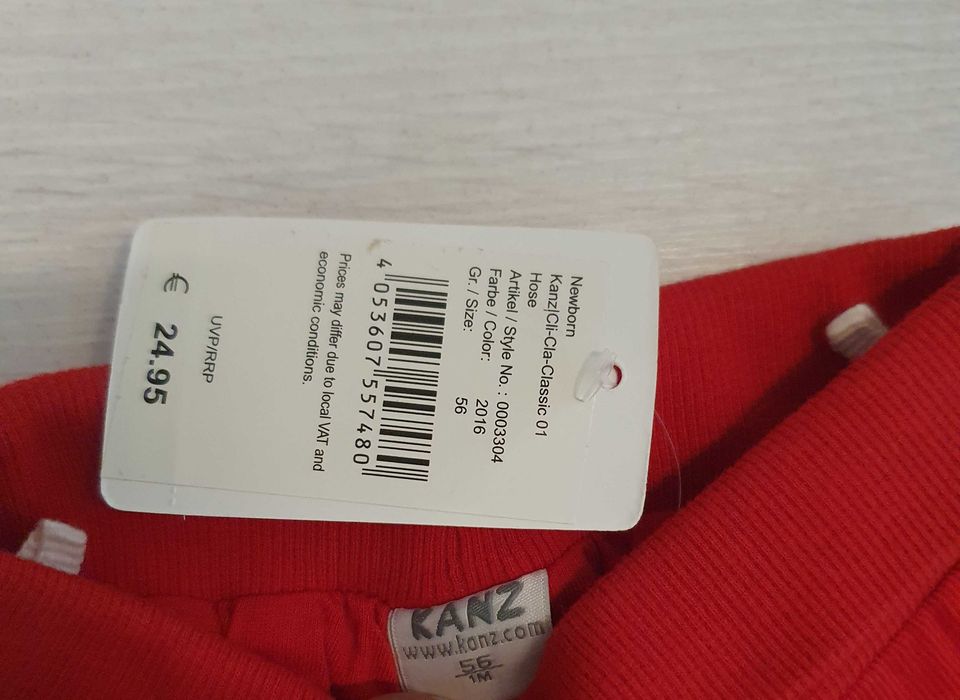 Newborn
Kanz|Cli-Cla-Classic 01
Hose
Artikel / Style No. : 0003304
Farbe / Color: 2016
Gr. / Size: 56
4 053607 557480
Prices may differ due to local VAT and
economic conditions.
UVP/RRP
€ 24.95
KANZ
www.kanz.com
56
1M